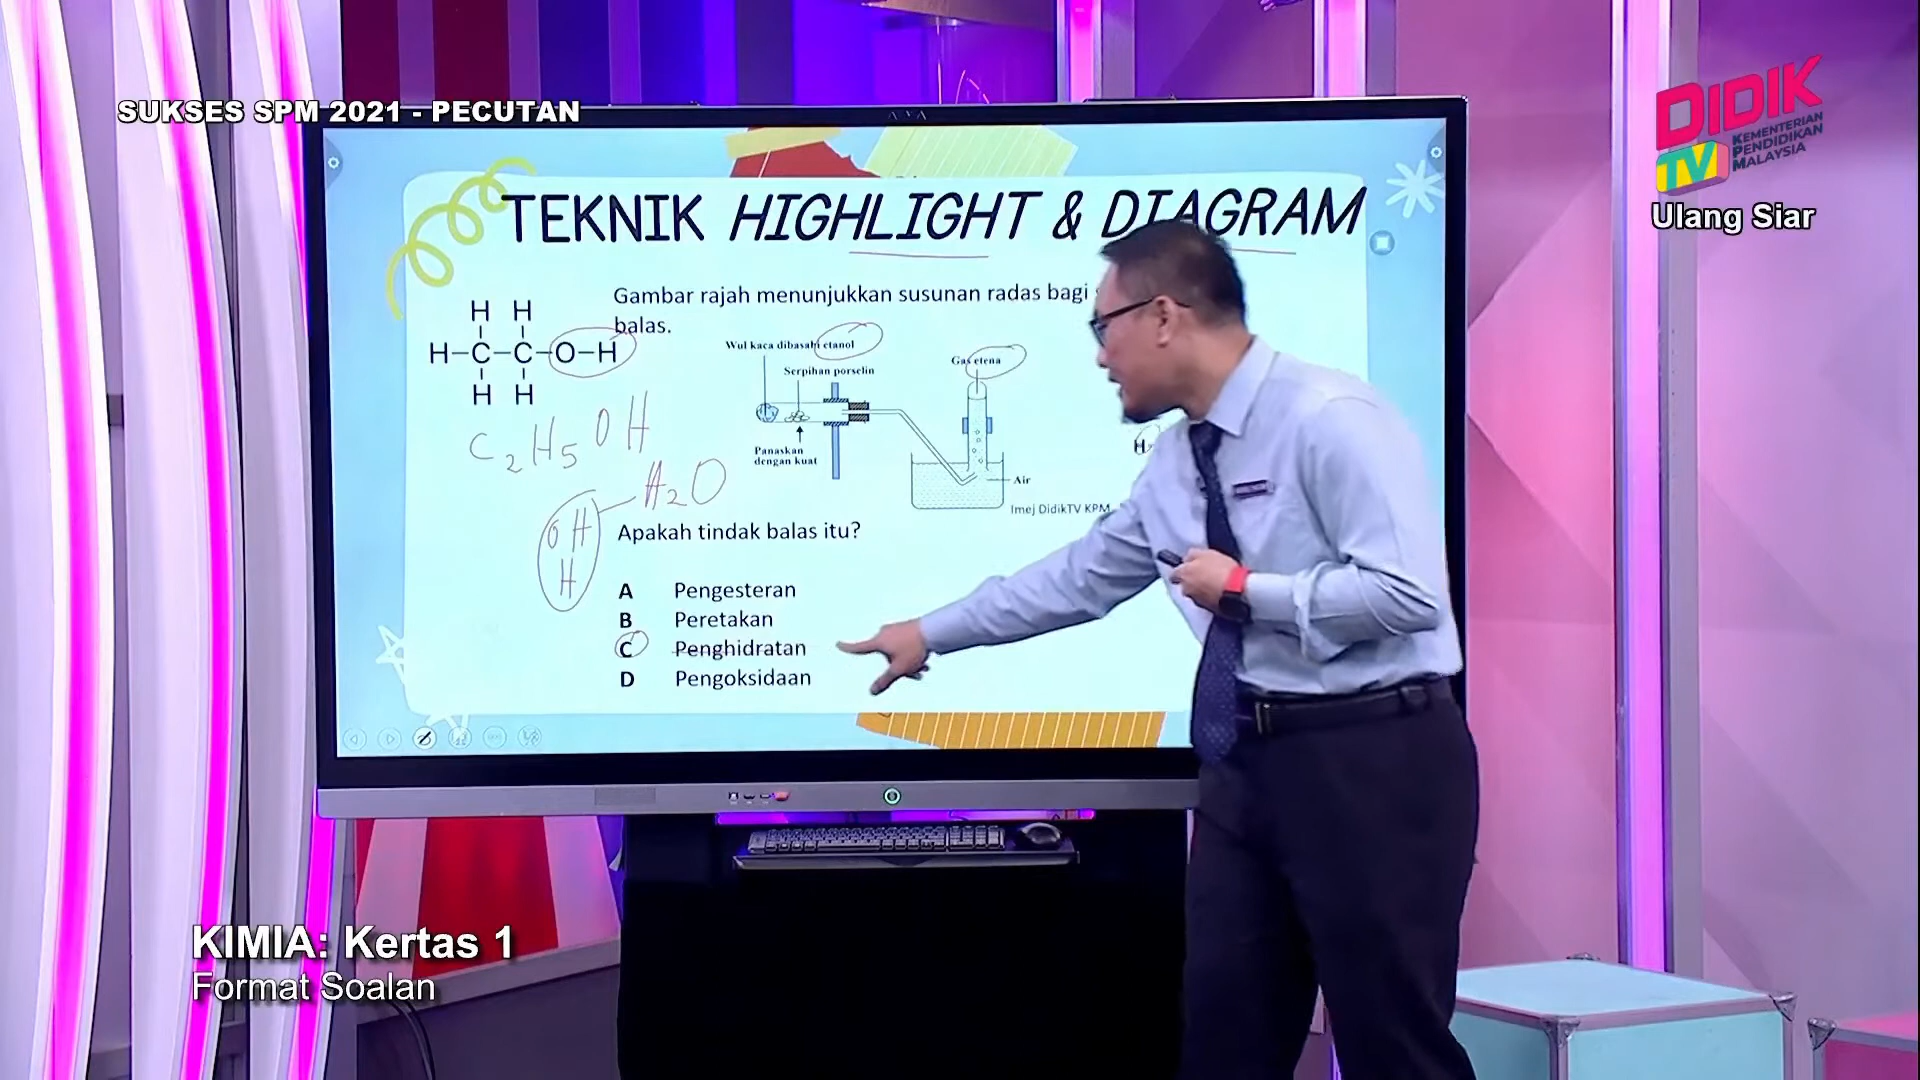 SUKSES SPM 2021 - PECUTAN
DIDIK
TV
KEMENTERIAN
PENDIDIKAN
MALAYSIA
Ulang Siar
TEKNIK HIGHLIGHT & DIAGRAM
Gambar rajah menunjukkan susunan radas bagi
balas.
H H
H-C-C-O-H
H H
C2H5OH
H2O
OH
H
Wul kaca dibasahi etanol
Serpihan porselin
Gas etena
Panaskan
dengan kuat
Air
Imej DidikTV KPM
H
Apakah tindak balas itu?
A Pengesteran
B Peretakan
C Penghidratan
D Pengoksidaan
KIMIA: Kertas 1
Format Soalan